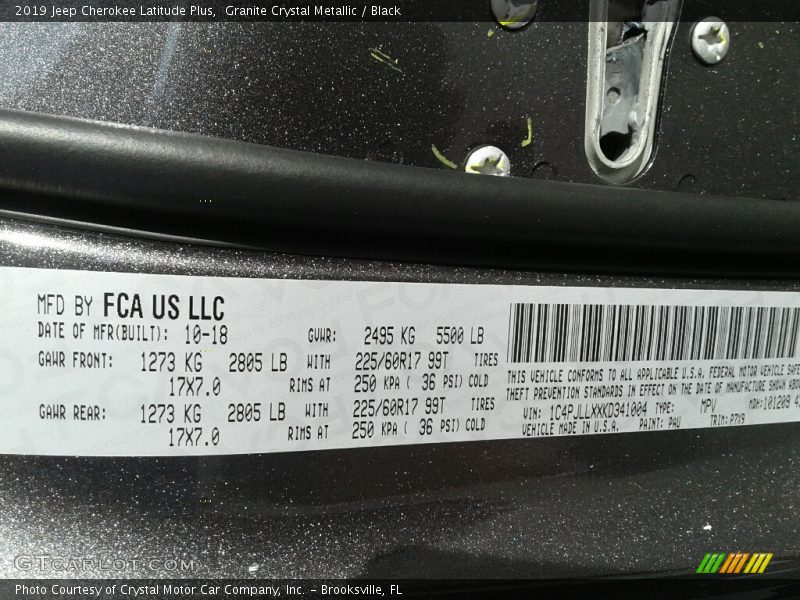 2019 Jeep Cherokee Latitude Plus, Granite Crystal Metallic / Black
MFD BY FCA US LLC
DATE OF MFR(BUILT): 10-18 GVWR: 2495 KG 5500 LB
GAWR FRONT: 1273 KG 2805 LB WITH 225/60R17 99T TIRES
17X7.0 RIMS AT 250 KPA ( 36 PSI) COLD
GAWR REAR: 1273 KG 2805 LB WITH 225/60R17 99T TIRES
17X7.0 RIMS AT 250 KPA ( 36 PSI) COLD
THIS VEHICLE CONFORMS TO ALL APPLICABLE U.S.A. FEDERAL MOTOR VEHICLE SAFE
THEFT PREVENTION STANDARDS IN EFFECT ON THE DATE OF MANUFACTURE SHOWN ABO
VIN: 1C4PJLLXXKD341004 TYPE: MPV MDH: 101209 4
VEHICLE MADE IN U.S.A. PAINT: PAU TRIM: P7X9
GTCarLot.com
Photo Courtesy of Crystal Motor Car Company, Inc. – Brooksville, FL